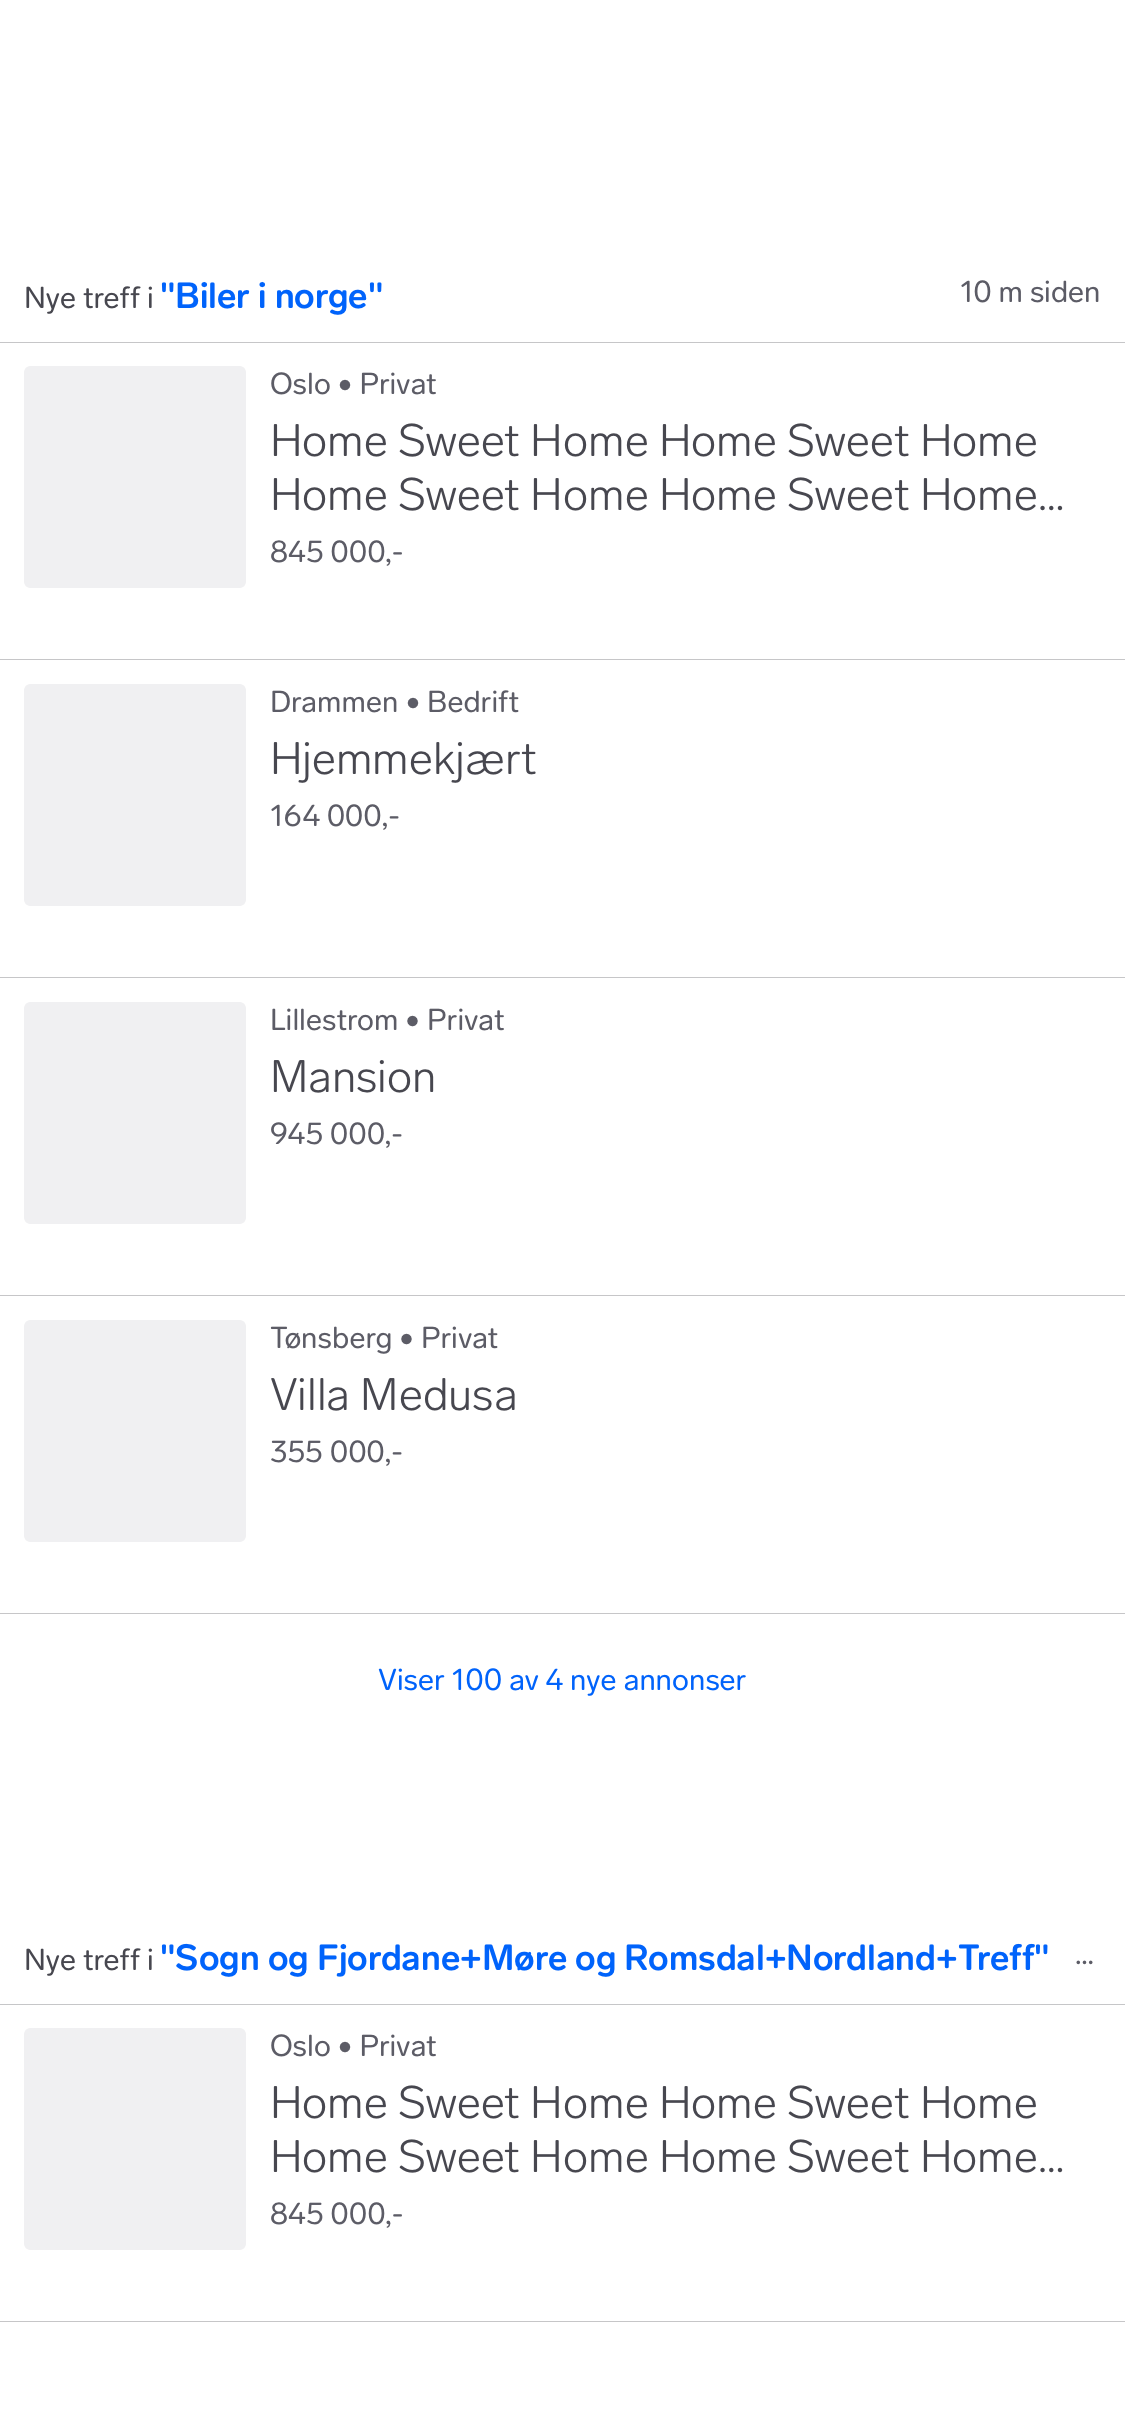 Nye treff i "Biler i norge" 10 m siden
Oslo • Privat
Home Sweet Home Home Sweet Home
Home Sweet Home Home Sweet Home...
845 000,-
Drammen • Bedrift
Hjemmekjært
164 000,-
Lillestrom • Privat
Mansion
945 000,-
Tønsberg • Privat
Villa Medusa
355 000,-
Viser 100 av 4 nye annonser
Nye treff i "Sogn og Fjordane+Møre og Romsdal+Nordland+Treff" ...
Oslo • Privat
Home Sweet Home Home Sweet Home
Home Sweet Home Home Sweet Home...
845 000,-